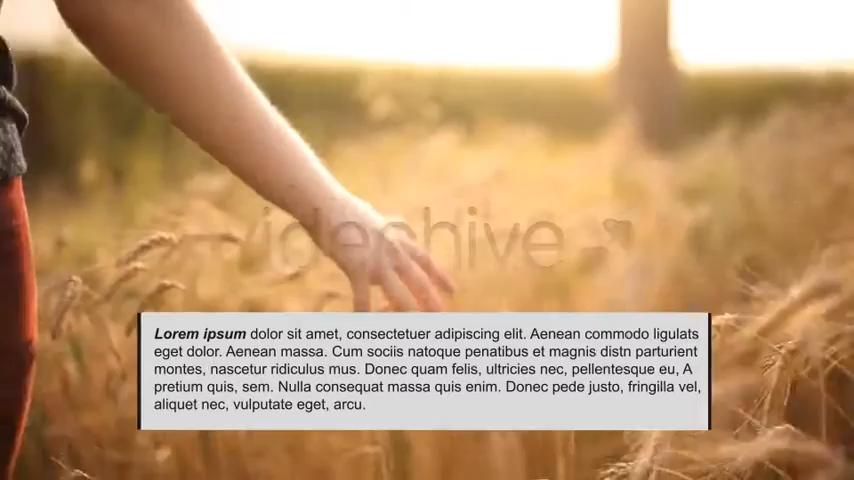 videohive
Lorem ipsum dolor sit amet, consectetuer adipiscing elit. Aenean commodo ligulats
eget dolor. Aenean massa. Cum sociis natoque penatibus et magnis distn parturient
montes, nascetur ridiculus mus. Donec quam felis, ultricies nec, pellentesque eu, A
pretium quis, sem. Nulla consequat massa quis enim. Donec pede justo, fringilla vel,
aliquet nec, vulputate eget, arcu.